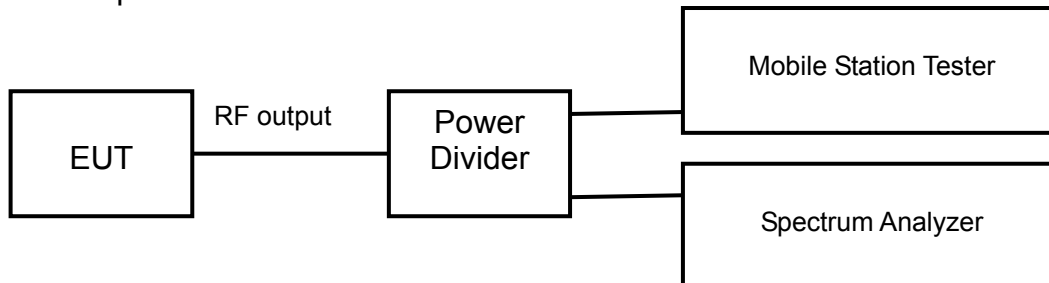 EUT
RF output
Power
Divider
Mobile Station Tester
Spectrum Analyzer